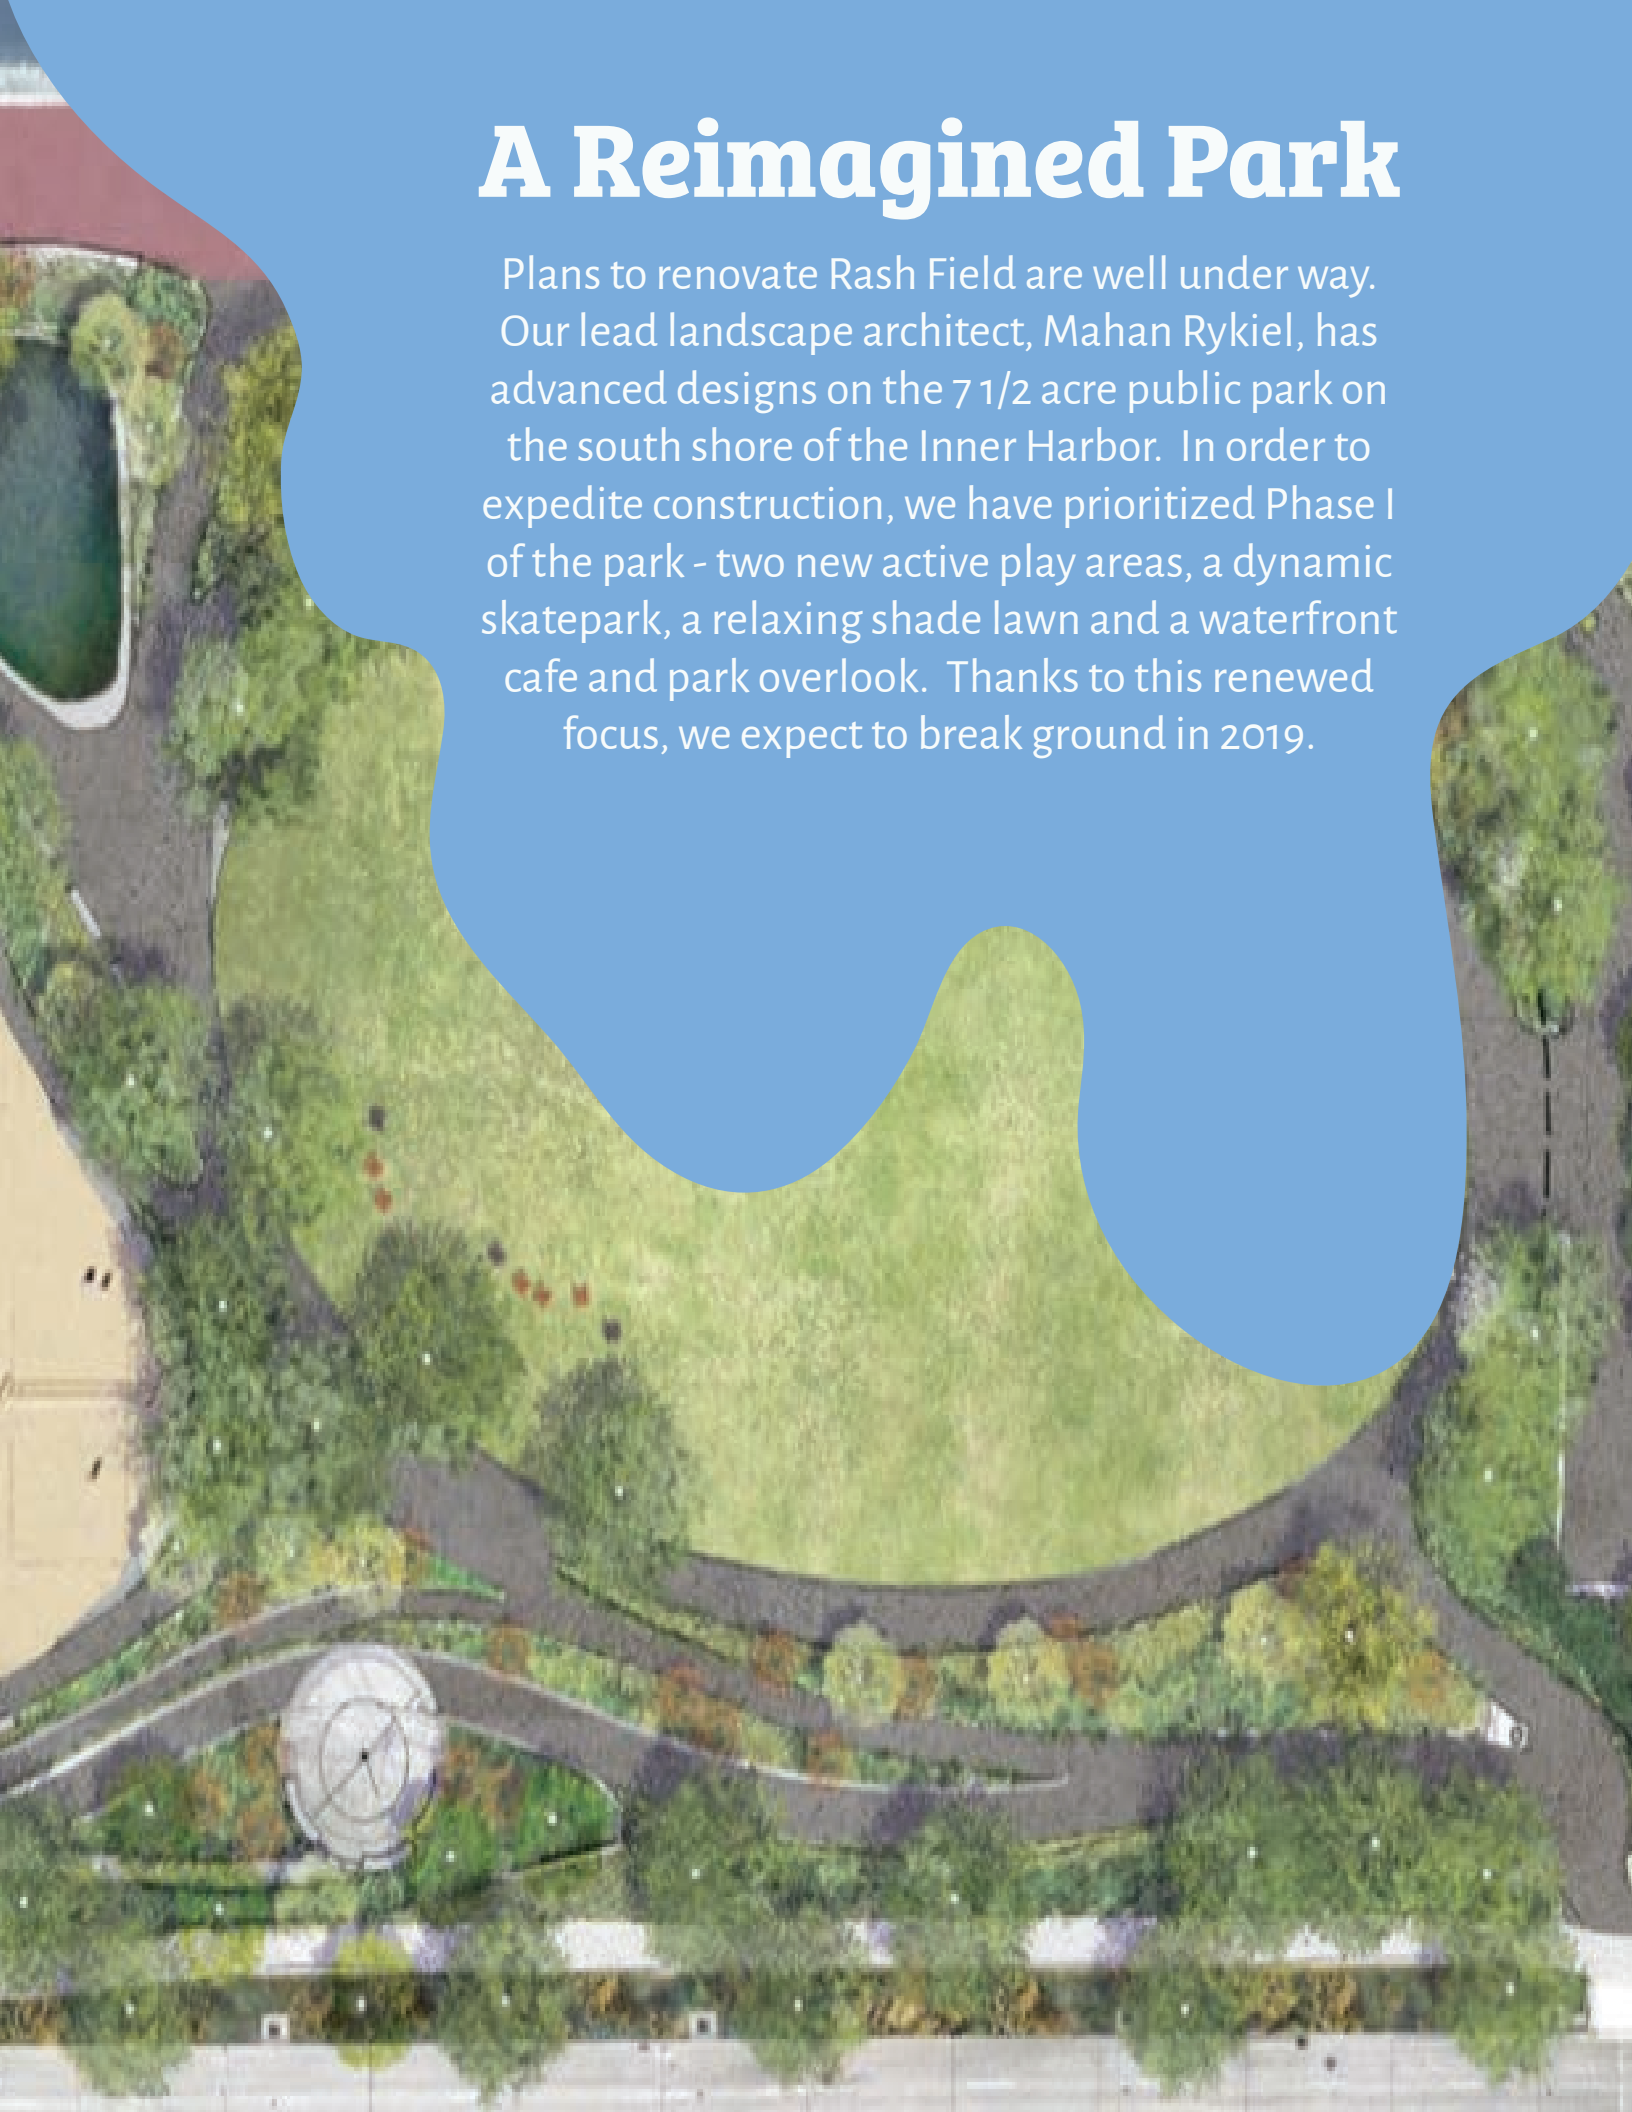 A Reimagined Park
Plans to renovate Rash Field are well under way.
Our lead landscape architect, Mahan Rykiel, has
advanced designs on the 7 1/2 acre public park on
the south shore of the Inner Harbor.  In order to
expedite construction, we have prioritized Phase I
of the park - two new active play areas, a dynamic
skatepark, a relaxing shade lawn and a waterfront
cafe and park overlook.  Thanks to this renewed
focus, we expect to break ground in 2019.